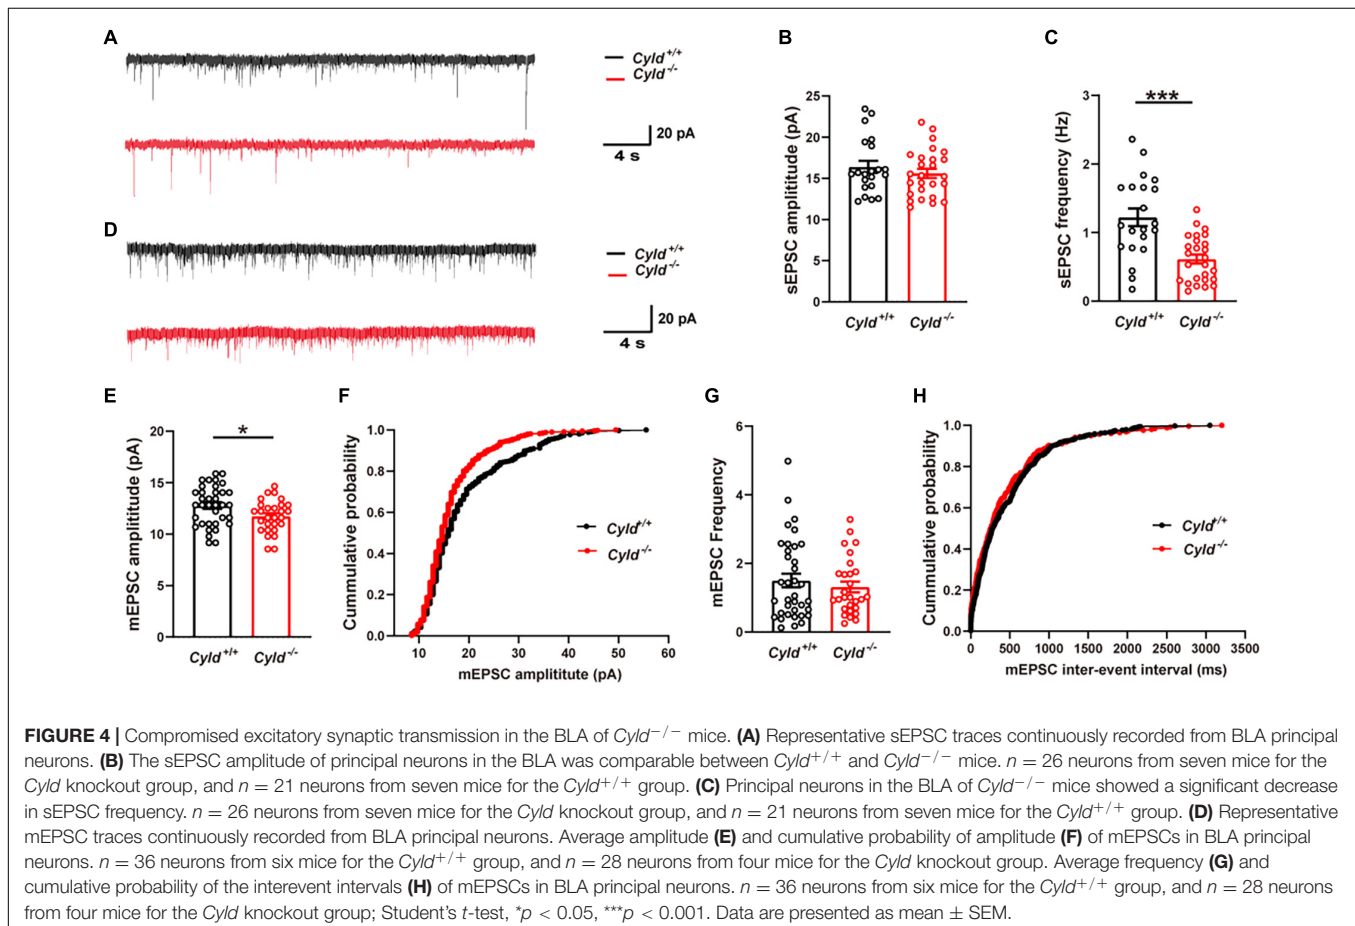 A
Cyld+/+
Cyld-/-
20 pA
4 s
B
sEPSC amplititude (pA)
25
20
15
10
5
0
Cyld+/+
Cyld-/-
C
sEPSC frequency (Hz)
3
2
1
0
***
Cyld+/+
Cyld-/-
D
Cyld+/+
Cyld-/-
20 pA
4 s
E
mEPSC amplititude (pA)
20
15
10
5
0
*
Cyld+/+
Cyld-/-
F
Cummulative probability
1.0
0.8
0.6
0.4
0.2
0.0
Cyld+/+
Cyld-/-
10 20 30 40 50 60
mEPSC amplititute (pA)
G
mEPSC Frequency
6
4
2
0
Cyld+/+
Cyld-/-
H
Cumulative probability
1.0
0.8
0.6
0.4
0.2
0.0
Cyld+/+
Cyld-/-
0 500 1000 1500 2000 2500 3000 3500
mEPSC inter-event interval (ms)
FIGURE 4 | Compromised excitatory synaptic transmission in the BLA of Cyld−/− mice. (A) Representative sEPSC traces continuously recorded from BLA principal
neurons. (B) The sEPSC amplitude of principal neurons in the BLA was comparable between Cyld+/+ and Cyld−/− mice. n = 26 neurons from seven mice for the
Cyld knockout group, and n = 21 neurons from seven mice for the Cyld+/+ group. (C) Principal neurons in the BLA of Cyld−/− mice showed a significant decrease
in sEPSC frequency. n = 26 neurons from seven mice for the Cyld knockout group, and n = 21 neurons from seven mice for the Cyld+/+ group. (D) Representative
mEPSC traces continuously recorded from BLA principal neurons. Average amplitude (E) and cumulative probability of amplitude (F) of mEPSCs in BLA principal
neurons. n = 36 neurons from six mice for the Cyld+/+ group, and n = 28 neurons from four mice for the Cyld knockout group. Average frequency (G) and
cumulative probability of the interevent intervals (H) of mEPSCs in BLA principal neurons. n = 36 neurons from six mice for the Cyld+/+ group, and n = 28 neurons
from four mice for the Cyld knockout group; Student's t-test, *p < 0.05, ***p < 0.001. Data are presented as mean ± SEM.